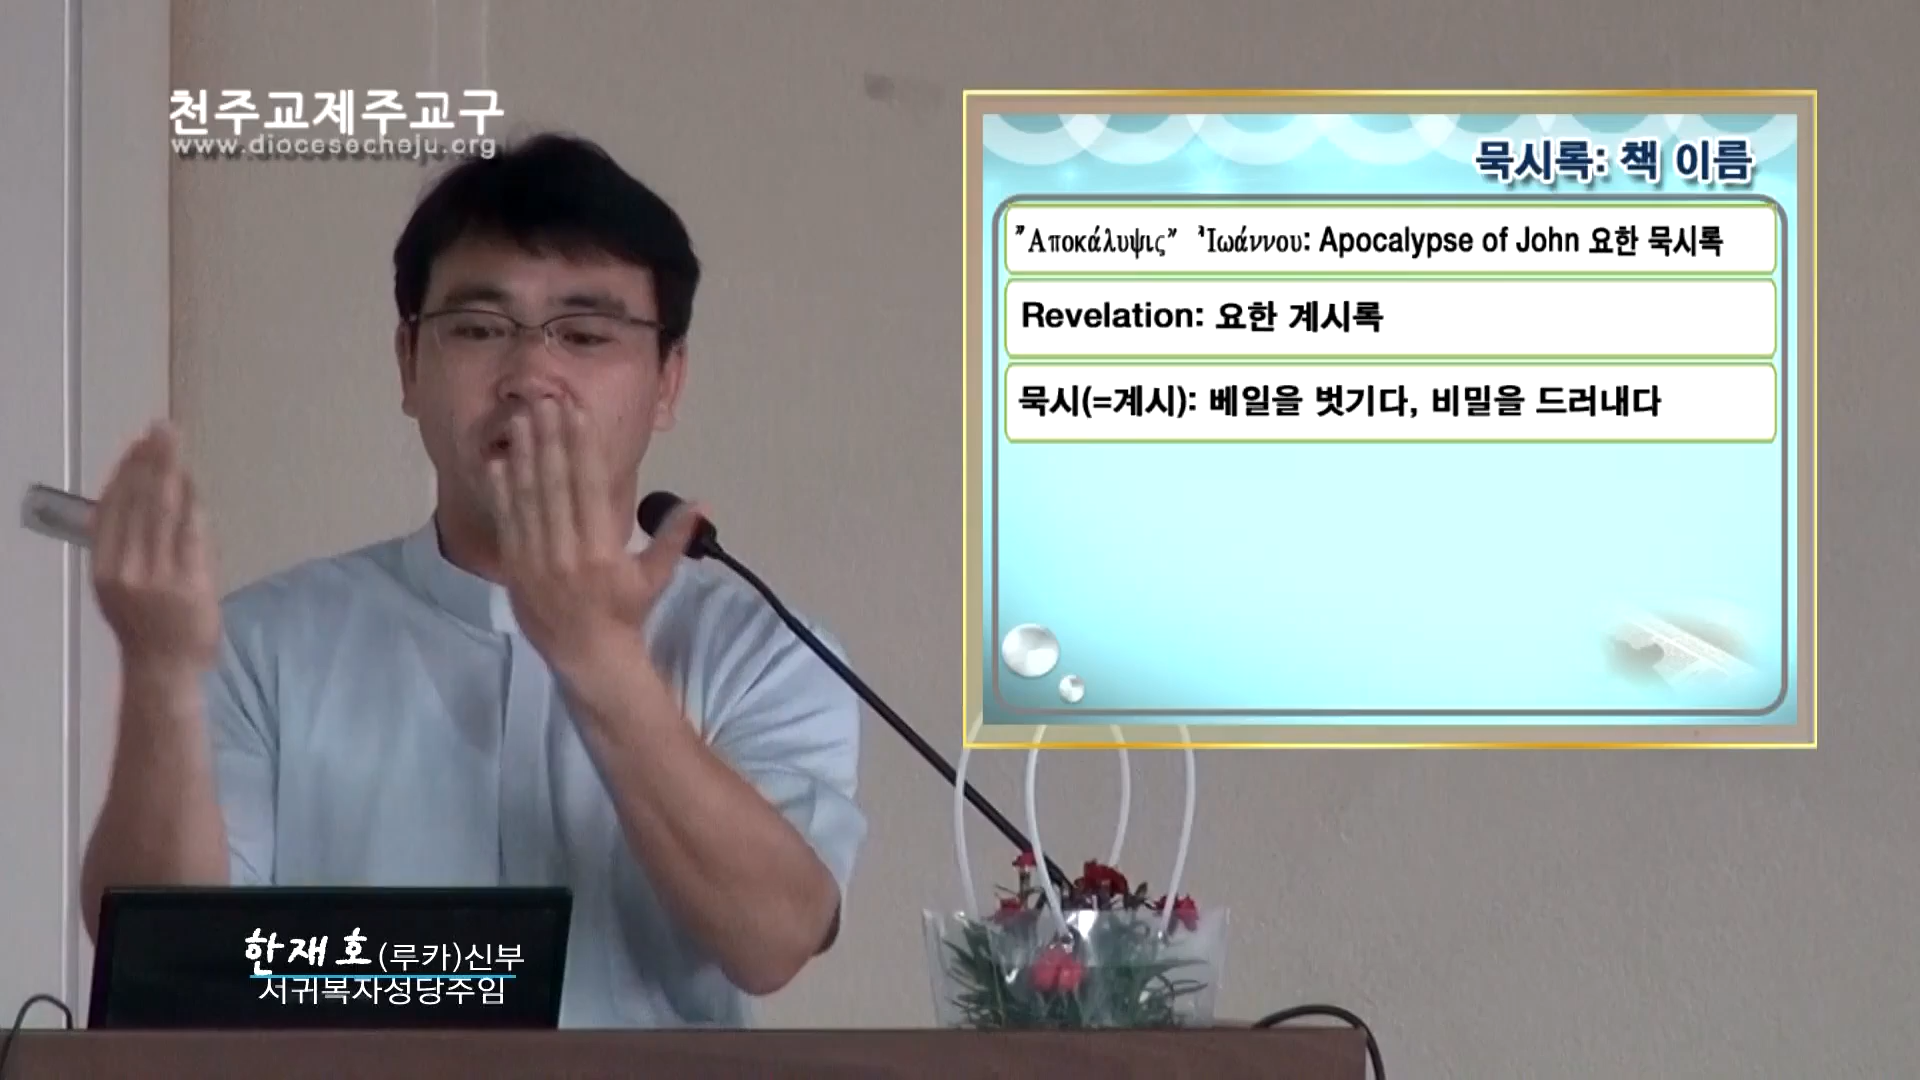 천주교제주교구
www.diocesecheju.org
묵시록: 책 이름
"Αποκάλυψις" Ἰωάννου: Apocalypse of John 요한 묵시록
Revelation: 요한 계시록
묵시(=계시): 베일을 벗기다, 비밀을 드러내다
한재호(루카)신부
서귀복자성당주임